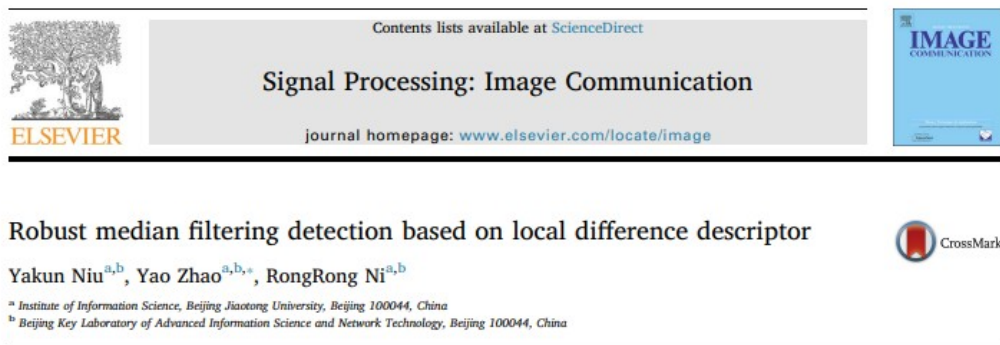 Contents lists available at ScienceDirect
Signal Processing: Image Communication
journal homepage: www.elsevier.com/locate/image
ELSEVIER
IMAGE
COMMUNICATION
Robust median filtering detection based on local difference descriptor
CrossMark
Yakun Niu a,b, Yao Zhao a,b,*, RongRong Ni a,b
a Institute of Information Science, Beijing Jiaotong University, Beijing 100044, China
b Beijing Key Laboratory of Advanced Information Science and Network Technology, Beijing 100044, China